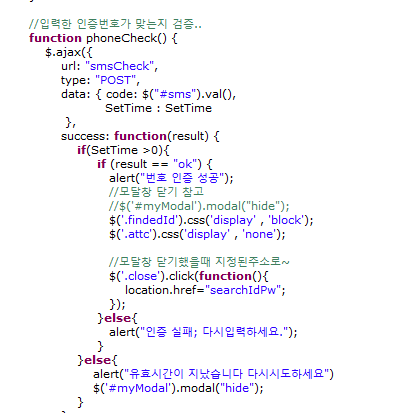 //입력한 인증번호가 맞는지 검증..
function phoneCheck() {
$.ajax({
url: "smsCheck",
type: "POST",
data: { code: $("#sms").val(),
SetTime : SetTime
},
success: function(result) {
if(SetTime >0){
if (result == "ok") {
alert("번호 인증 성공");
//모달창 닫기 참고
//$('#myModal').modal("hide");
$('.findedId').css('display' , 'block');
$('.attc').css('display' , 'none');
//모달창 닫기했을때 지정된주소로~
$('.close').click(function(){
location.href="searchIdPw";
});
}else{
alert("인증 실패; 다시입력하세요.");
}
}else{
alert("유효시간이 지났습니다 다시시도하세요")
$('#myModal').modal("hide");
}